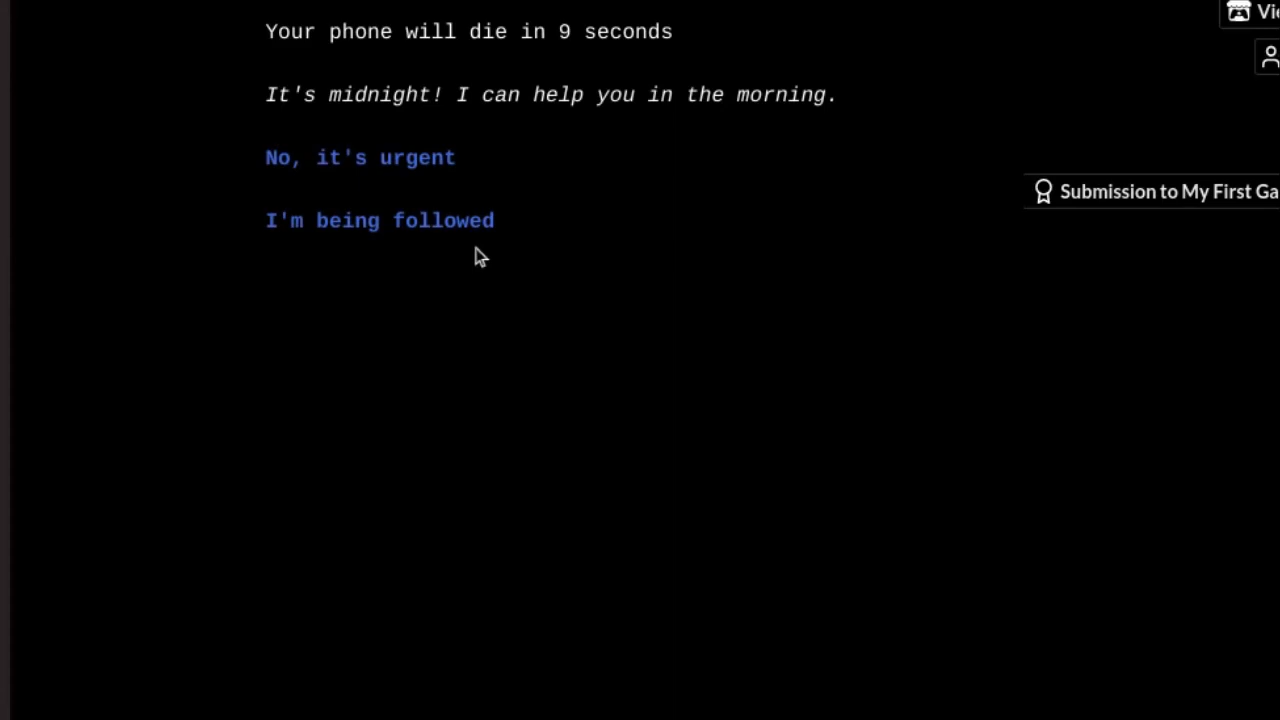 Your phone will die in 9 seconds
It's midnight! I can help you in the morning.
No, it's urgent
I'm being followed
Submission to My First Ga